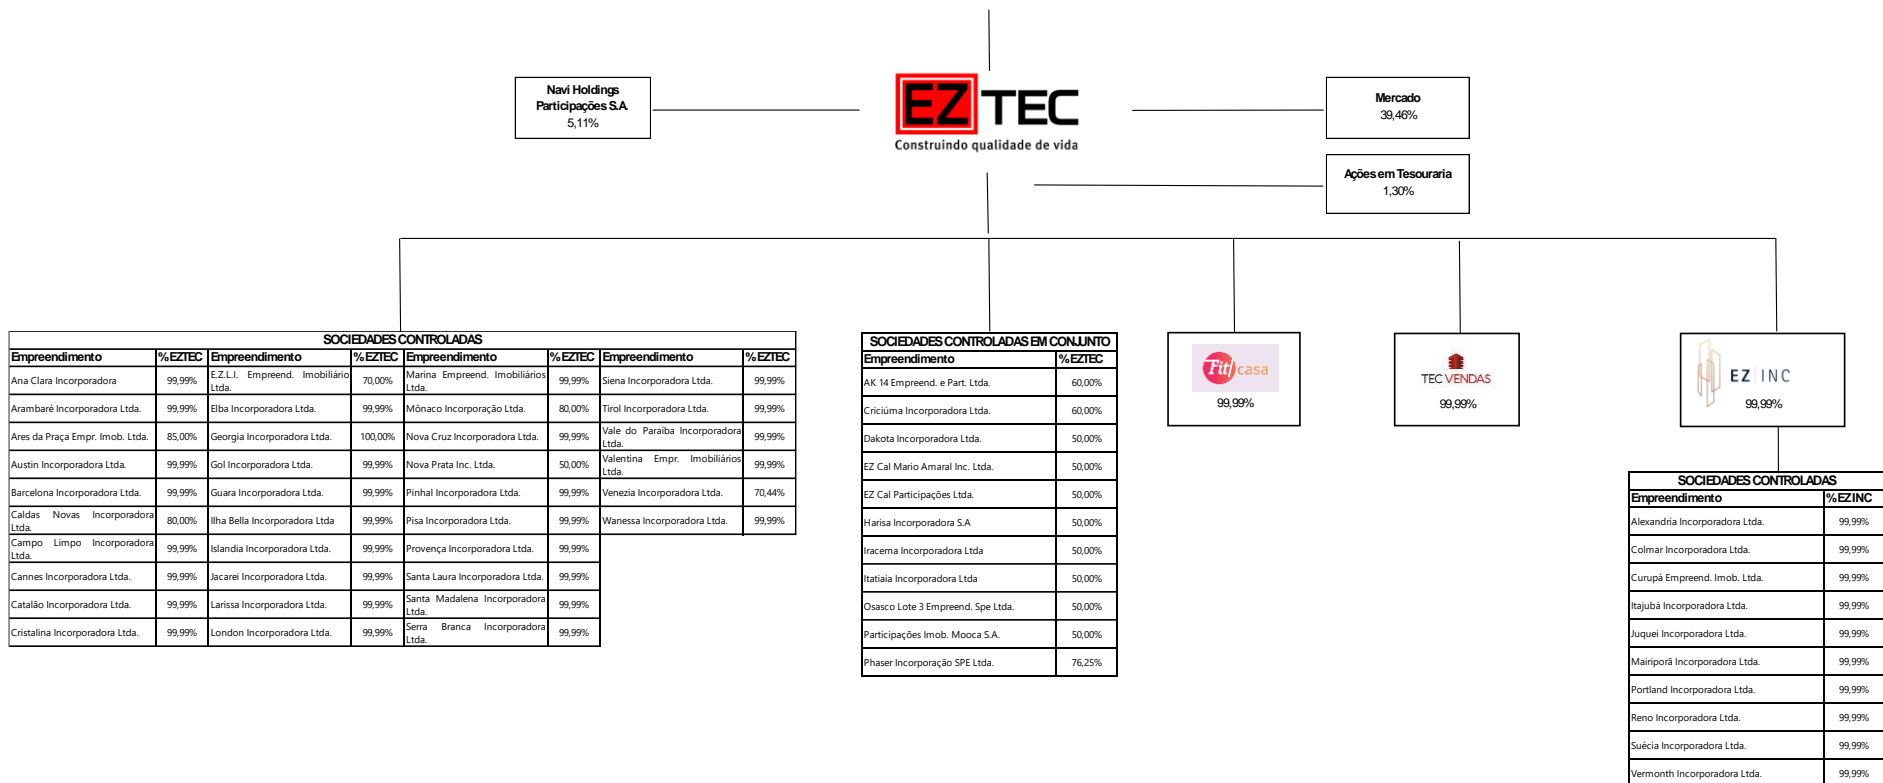 Navi Holdings
Participações S.A.
5,11%
EZ TEC
Construindo qualidade de vida
Mercado
39,46%
Ações em Tesouraria
1,30%
SOCIEDADES CONTROLADAS
Empreendimento %EZTEC Empreendimento %EZTEC Empreendimento %EZTEC Empreendimento %EZTEC
Ana Clara Incorporadora 99,99% E.Z.L.I. Empreend. Imobiliário Ltda. 70,00% Marina Empreend. Imobiliários Ltda. 99,99% Siena Incorporadora Ltda. 99,99%
Arambaré Incorporadora Ltda. 99,99% Elba Incorporadora Ltda. 99,99% Mônaco Incorporação Ltda. 80,00% Tirol Incorporadora Ltda. 99,99%
Ares da Praça Empr. Imob. Ltda. 85,00% Georgia Incorporadora Ltda. 100,00% Nova Cruz Incorporadora Ltda. 99,99% Vale do Paraíba Incorporadora Ltda. 99,99%
Austin Incorporadora Ltda. 99,99% Gol Incorporadora Ltda. 99,99% Nova Prata Inc. Ltda. 50,00% Valentina Empr. Imobiliários Ltda. 99,99%
Barcelona Incorporadora Ltda. 99,99% Guara Incorporadora Ltda. 99,99% Pinhal Incorporadora Ltda. 99,99% Venezia Incorporadora Ltda. 70,44%
Caldas Novas Incorporadora Ltda. 80,00% Ilha Bella Incorporadora Ltda 99,99% Pisa Incorporadora Ltda. 99,99% Wanessa Incorporadora Ltda. 99,99%
Campo Limpo Incorporadora Ltda. 99,99% Islandia Incorporadora Ltda. 99,99% Provença Incorporadora Ltda. 99,99%
Cannes Incorporadora Ltda. 99,99% Jacarei Incorporadora Ltda. 99,99% Santa Laura Incorporadora Ltda. 99,99%
Catalão Incorporadora Ltda. 99,99% Larissa Incorporadora Ltda. 99,99% Santa Madalena Incorporadora Ltda. 99,99%
Cristalina Incorporadora Ltda. 99,99% London Incorporadora Ltda. 99,99% Serra Branca Incorporadora Ltda. 99,99%
SOCIEDADES CONTROLADAS EM CONJUNTO
Empreendimento %EZTEC
AK 14 Empreend. e Part. Ltda. 60,00%
Criciúma Incorporadora Ltda. 60,00%
Dakota Incorporadora Ltda. 50,00%
EZ Cal Mario Amaral Inc. Ltda. 50,00%
EZ Cal Participações Ltda. 50,00%
Harisa Incorporadora S.A 50,00%
Iracema Incorporadora Ltda 50,00%
Itatiaia Incorporadora Ltda 50,00%
Osasco Lote 3 Empreend. Spe Ltda. 50,00%
Participações Imob. Mooca S.A. 50,00%
Phaser Incorporação SPE Ltda. 76,25%
Fit casa
99,99%
TEC VENDAS
99,99%
EZ INC
99,99%
SOCIEDADES CONTROLADAS
Empreendimento %EZINC
Alexandria Incorporadora Ltda. 99,99%
Colmar Incorporadora Ltda. 99,99%
Curupá Empreend. Imob. Ltda. 99,99%
Itajubá Incorporadora Ltda. 99,99%
Juquei Incorporadora Ltda. 99,99%
Mairiporã Incorporadora Ltda. 99,99%
Portland Incorporadora Ltda. 99,99%
Reno Incorporadora Ltda. 99,99%
Suécia Incorporadora Ltda. 99,99%
Vermonth Incorporadora Ltda. 99,99%